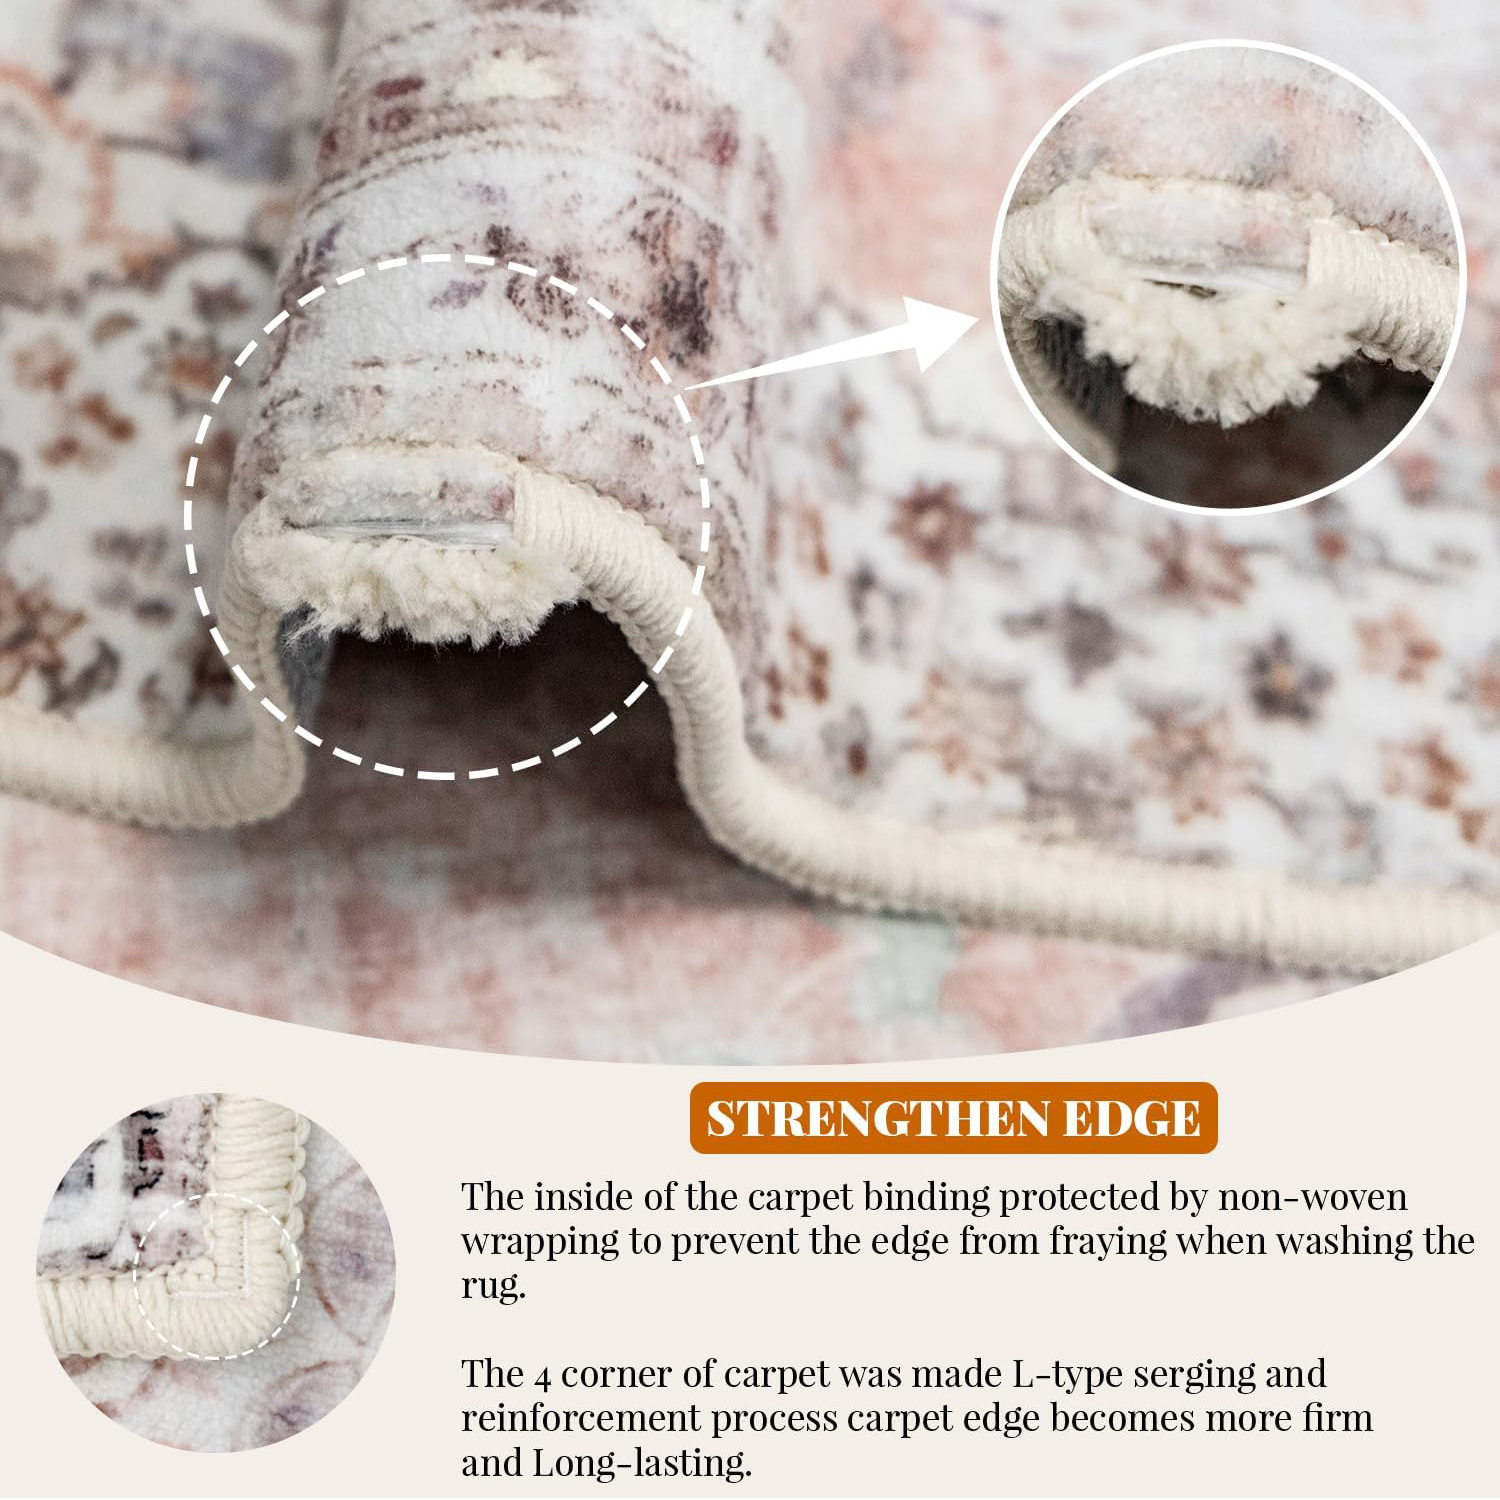 STRENGTHEN EDGE
The inside of the carpet binding protected by non-woven
wrapping to prevent the edge from fraying when washing the
rug.
The 4 corner of carpet was made L-type serging and
reinforcement process carpet edge becomes more firm
and Long-lasting.